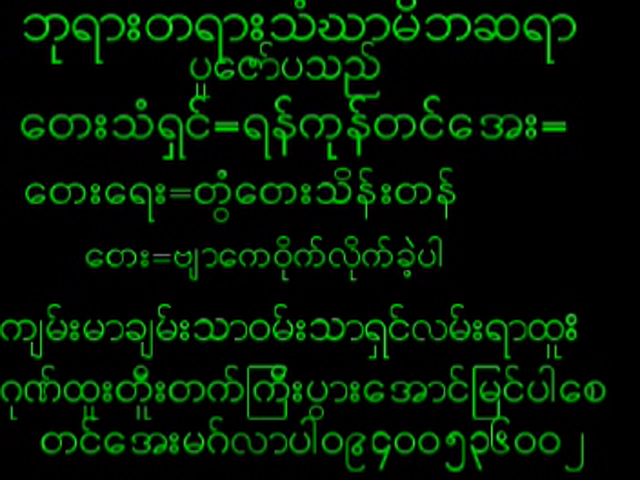 ဘုရားတရားသံဃာမိဘဆရာ
ပူဇော်ပသည်
တေးသံရှင်=ရန်ကုန်တင်အေး=
တေးရေး=တွံတေးသိန်းတန်
တေး=ဗျာကေဝိုက်လိုက်ခဲ့ပါ
ကျမ်းမာချမ်းသာဝမ်းသာရှင်လမ်းရာထူး
ဂုဏ်ထူးတိုးတက်ကြီးပွားအောင်မြင်ပါစေ
တင်အေးမင်္ဂလာပါ၀၉၄၀၀၅၃၆၀၀၂